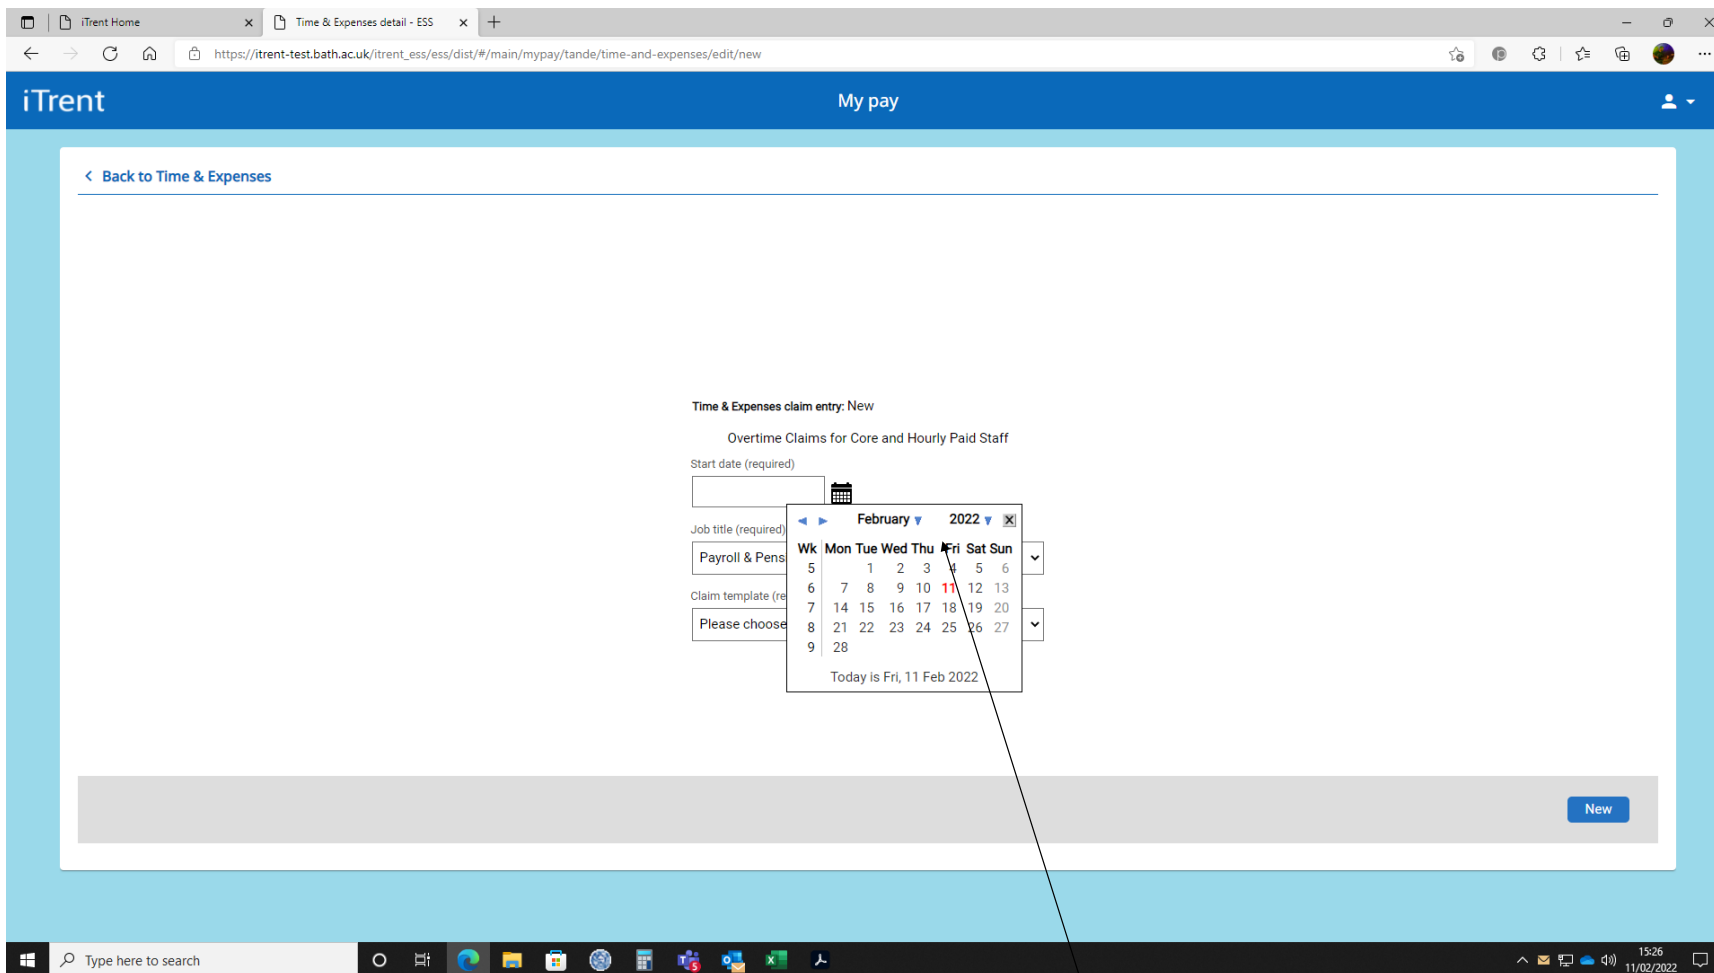 iTrent Home
Time & Expenses detail - ESS
https://itrent-test.bath.ac.uk/itrent_ess/ess/dist/#/main/mypay/tande/time-and-expenses/edit/new
iTrent
My pay
Back to Time & Expenses
Time & Expenses claim entry: New
Overtime Claims for Core and Hourly Paid Staff
Start date (required)
February 2022
Job title (required)
Payroll & Pens
Wk Mon Tue Wed Thu Fri Sat Sun
5 1 2 3 4 5 6
6 7 8 9 10 11 12 13
7 14 15 16 17 18 19 20
8 21 22 23 24 25 26 27
9 28
Today is Fri, 11 Feb 2022
Claim template (re
Please choose
New
Type here to search
15:26
11/02/2022